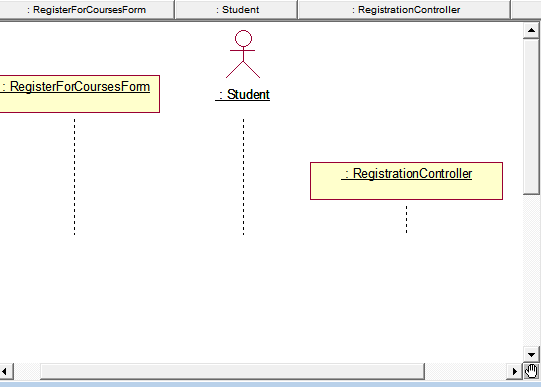 : RegisterForCoursesForm
: Student
: RegistrationController
: RegisterForCoursesForm
: Student
: RegistrationController